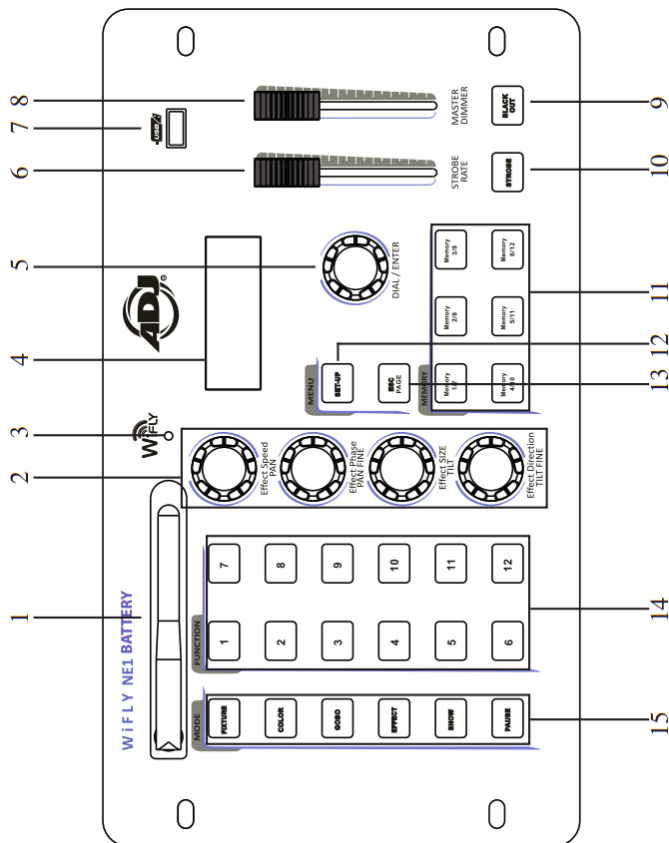 1
2
3
4
5
6
7
8
WiFLY NE1 BATTERY
WiFLY
ADJ®
USB
MODE
FIXTURE
COLOR
GOBO
EFFECT
SHOW
PAUSE
FUNCTION
1
2
3
4
5
6
7
8
9
10
11
12
Effect Speed
PAN
Effect Phase
PAN FINE
Effect SIZE
TILT
Effect Direction
TILT FINE
MENU
SET-UP
ESC
PAGE
DIAL / ENTER
MEMORY
Memory
1/7
Memory
2/8
Memory
3/9
Memory
4/10
Memory
5/11
Memory
6/12
STROBE
RATE
MASTER
DIMMER
STROBE
BLACK
OUT
15
14
13
12
11
10
9